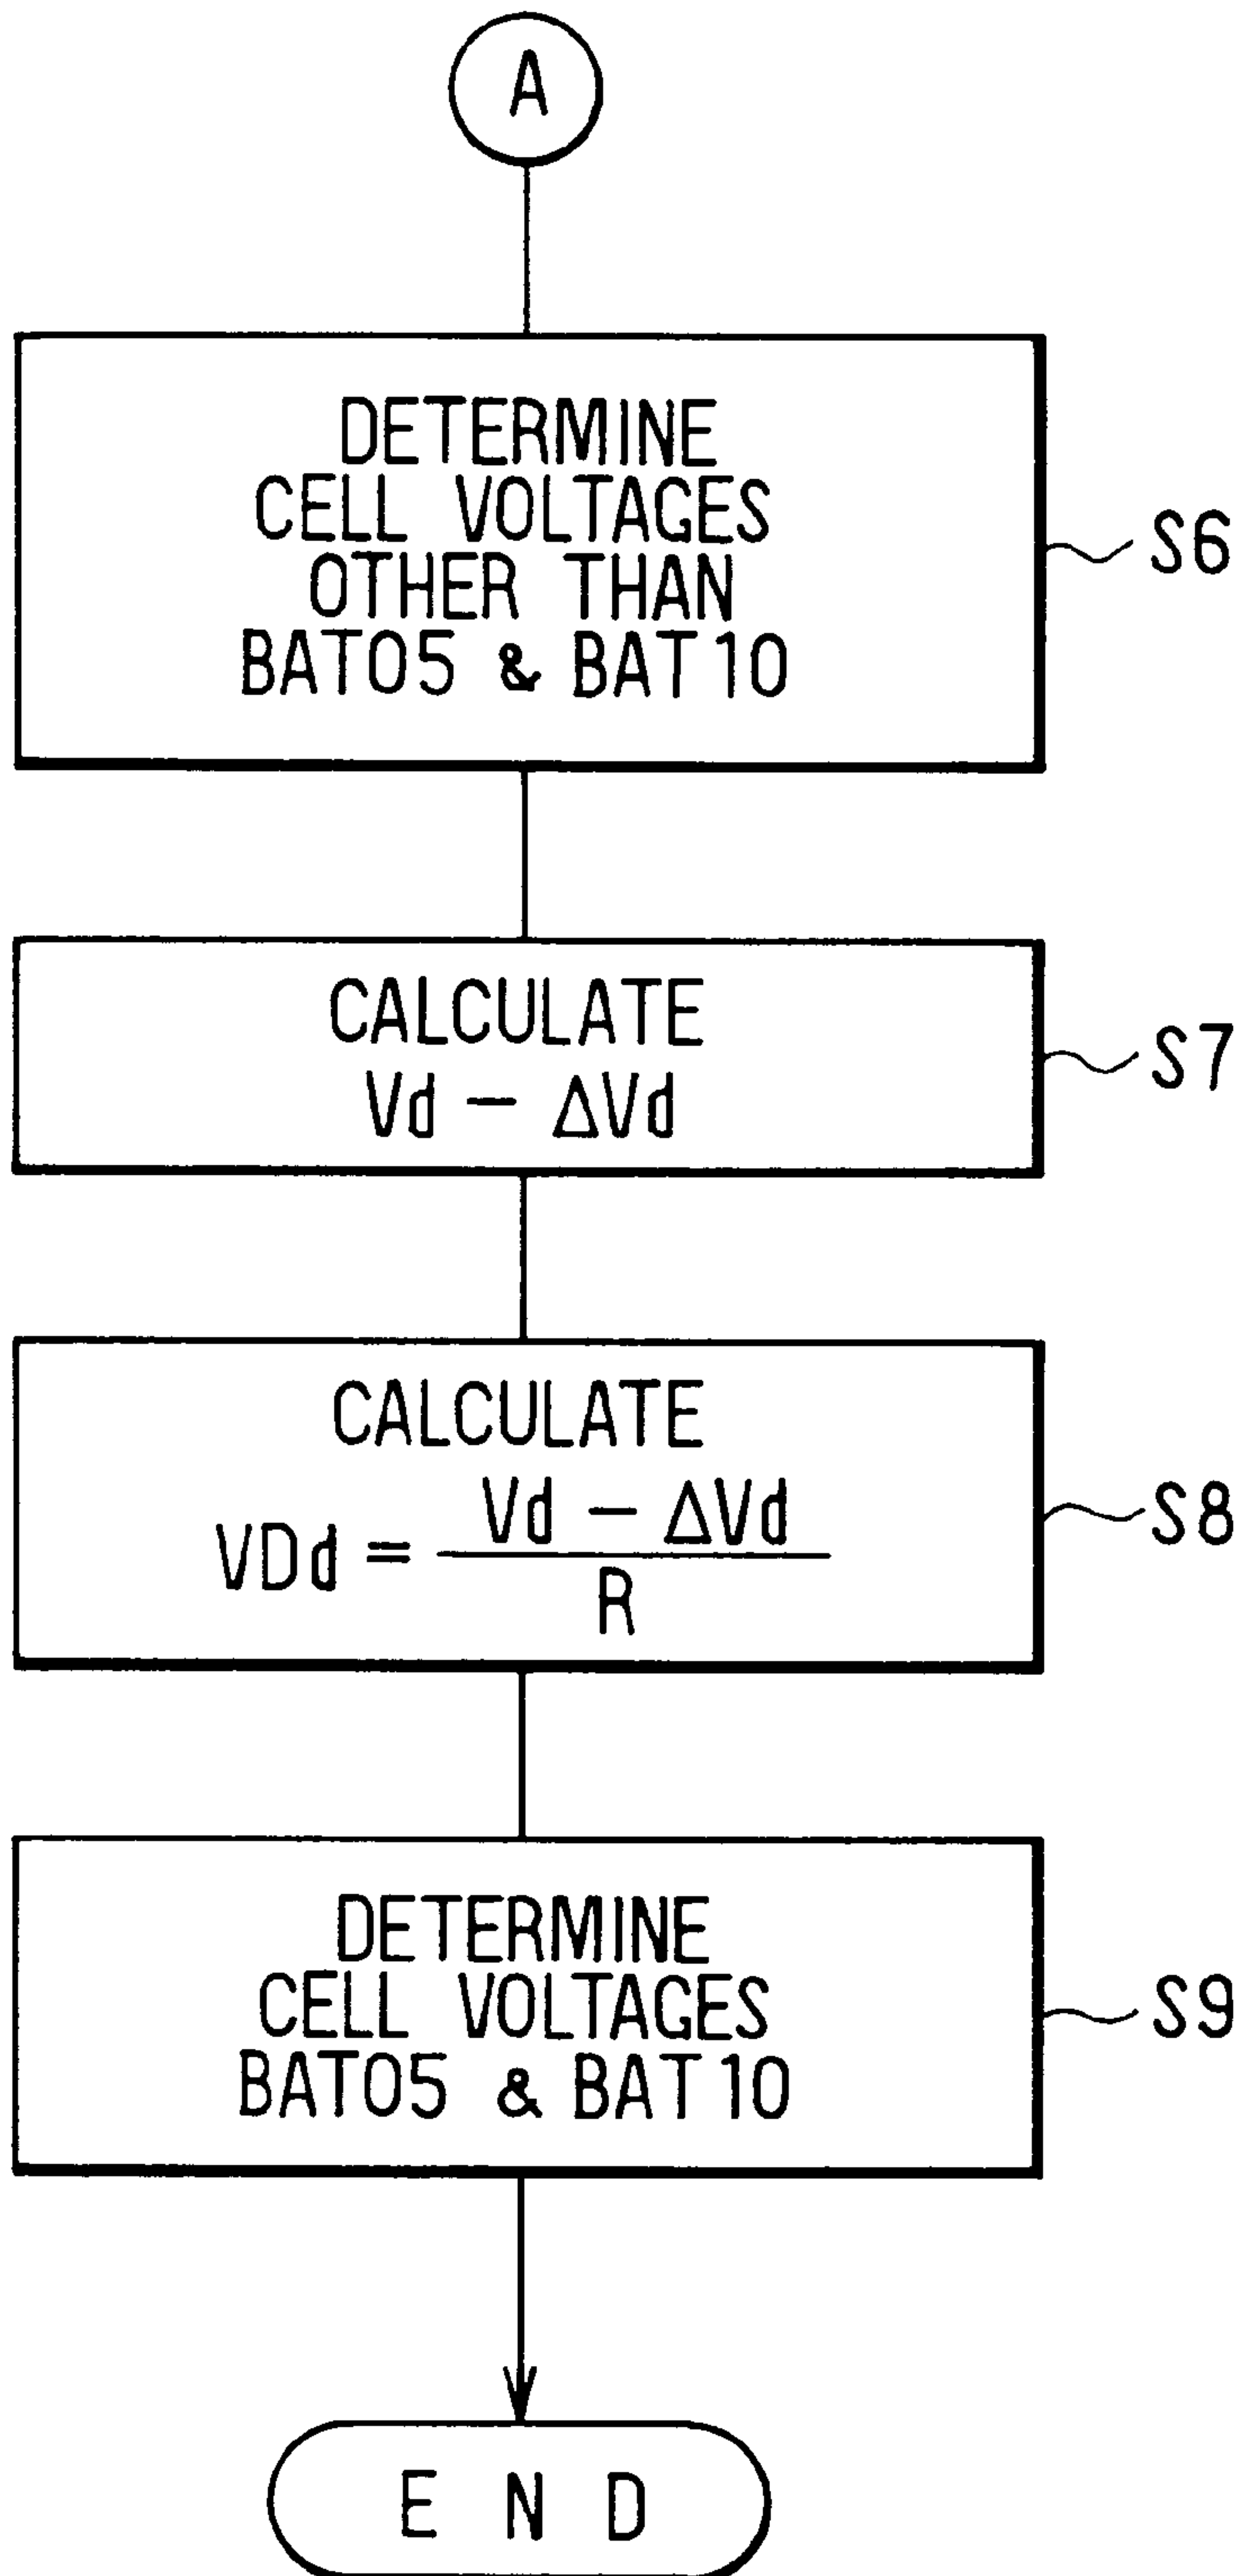 A
DETERMINE
CELL VOLTAGES
OTHER THAN
BAT05 & BAT10
S6
CALCULATE
Vd - ΔVd
S7
CALCULATE
VDd = (Vd - ΔVd) / R
S8
DETERMINE
CELL VOLTAGES
BAT05 & BAT10
S9
END